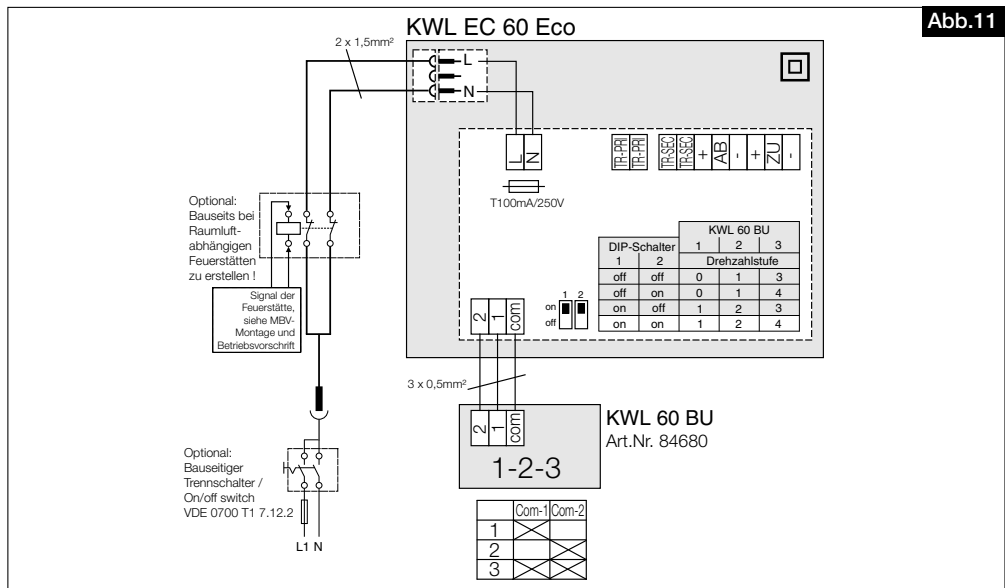 Abb.11
KWL EC 60 Eco
2 x 1,5mm²
L
N
L
N
T100mA/250V
TR-PRI
TR-PRI
TR-SEC
TR-SEC
+
AB
-
+
ZU
-
Optional:
Bauseits bei
Raumluft-
abhängigen
Feuerstätten
zu erstellen !
Signal der
Feuerstätte,
siehe MBV-
Montage und
Betriebsvorschrift
DIP-Schalter KWL 60 BU
1 2 1 2 3
Drehzahlstufe
off off 0 1 3
off on 0 1 4
on off 1 2 3
on on 1 2 4
1 2
on
off
2 1 com
3 x 0,5mm²
2 1 com
1-2-3
KWL 60 BU
Art.Nr. 84680
Optional:
Bauseitiger
Trennschalter /
On/off switch
VDE 0700 T1 7.12.2
L1 N
Com-1 Com-2
1
2
3